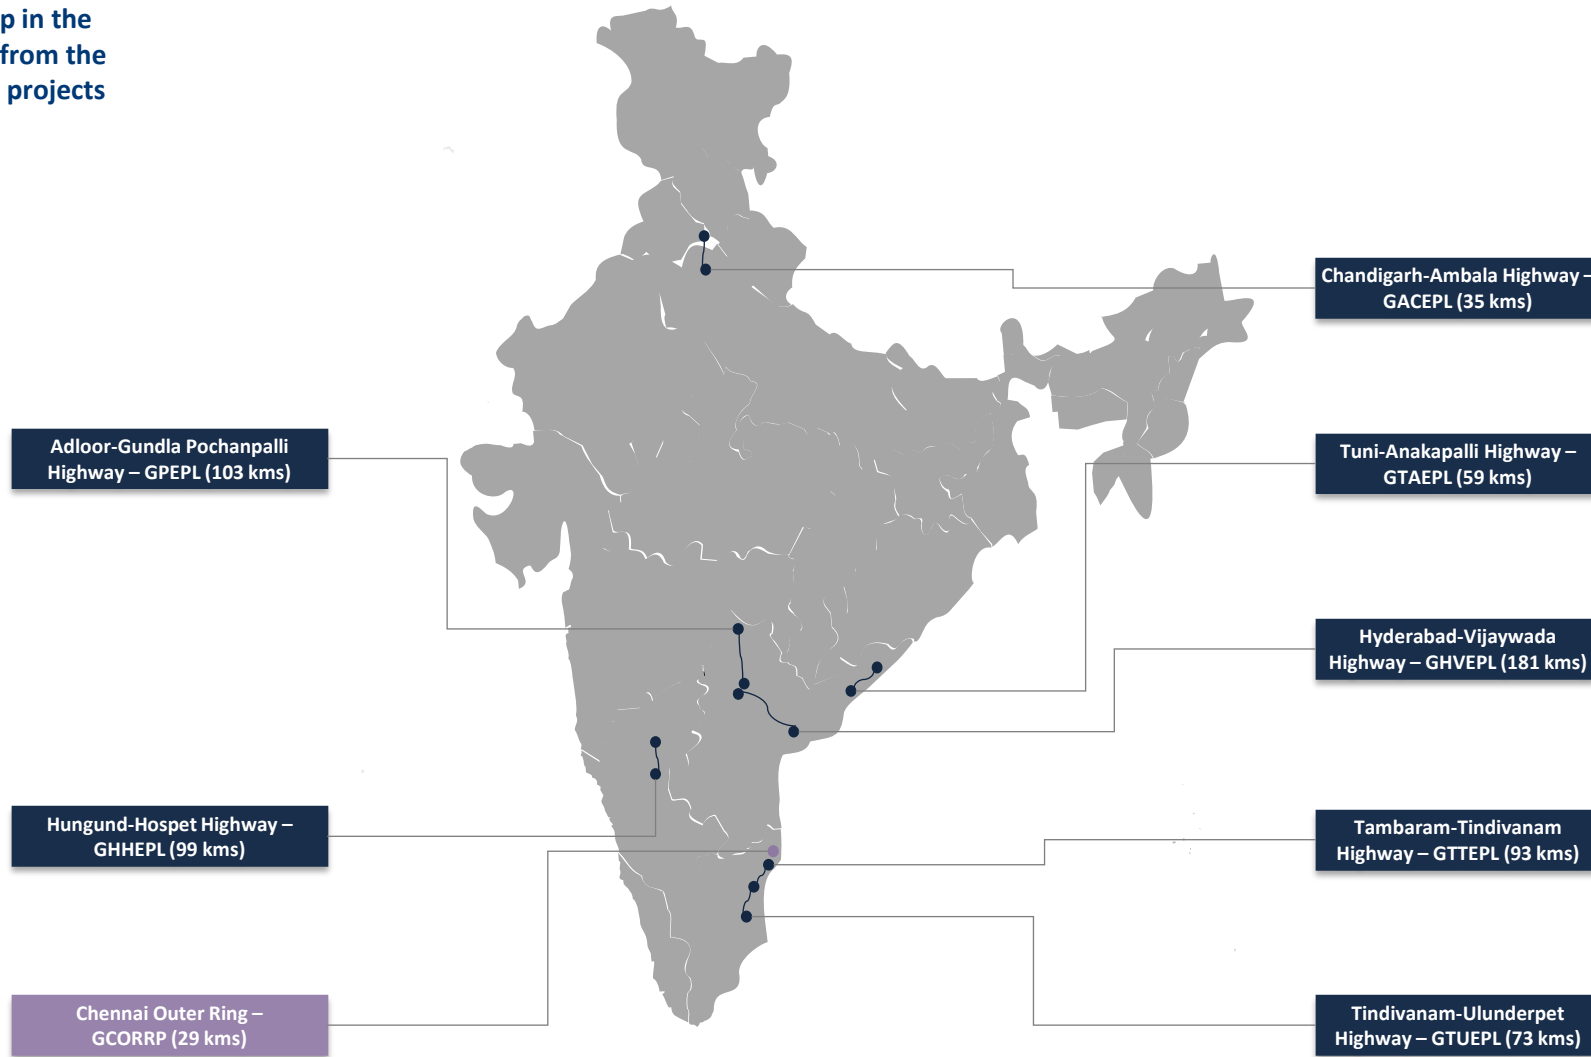 p in the
from the
projects
Chandigarh-Ambala Highway –
GACEPL (35 kms)
Adloor-Gundla Pochanpalli
Highway – GPEPL (103 kms)
Tuni-Anakapalli Highway –
GTAEPL (59 kms)
Hyderabad-Vijaywada
Highway – GHVEPL (181 kms)
Hungund-Hospet Highway –
GHHEPL (99 kms)
Tambaram-Tindivanam
Highway – GTTEPL (93 kms)
Chennai Outer Ring –
GCORRP (29 kms)
Tindivanam-Ulunderpet
Highway – GTUEPL (73 kms)